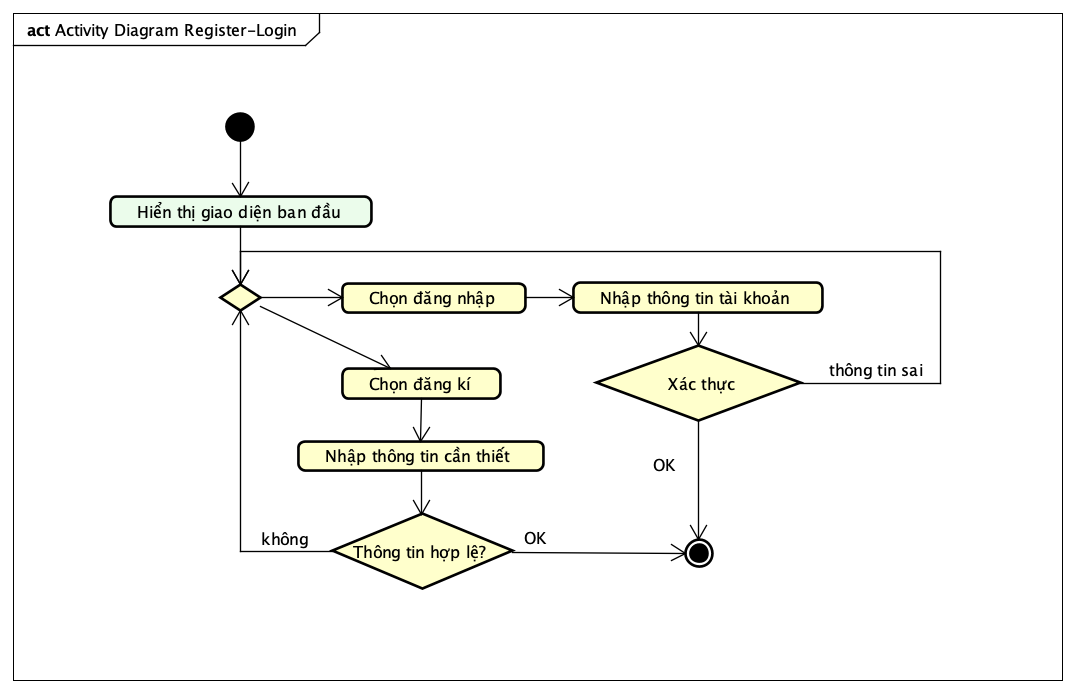 act Activity Diagram Register-Login
Hiển thị giao diện ban đầu
Chọn đăng nhập
Nhập thông tin tài khoản
Chọn đăng kí
Xác thực
thông tin sai
Nhập thông tin cần thiết
OK
không
Thông tin hợp lệ?
OK